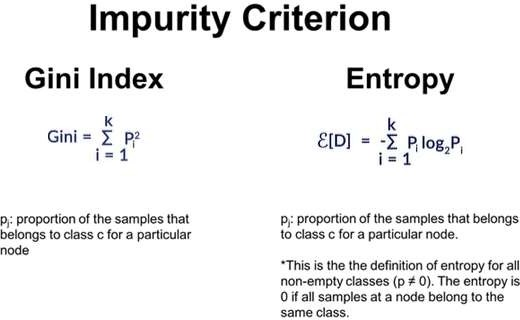 Impurity Criterion
Gini Index
Gini = k Σ i = 1 Pᵢ²
pᵢ: proportion of the samples that
belongs to class c for a particular
node
Entropy
ℰ[D] = -k Σ i = 1 Pᵢ log₂Pᵢ
pᵢ: proportion of the samples that belongs
to class c for a particular node.
*This is the the definition of entropy for all
non-empty classes (p ≠ 0). The entropy is
0 if all samples at a node belong to the
same class.